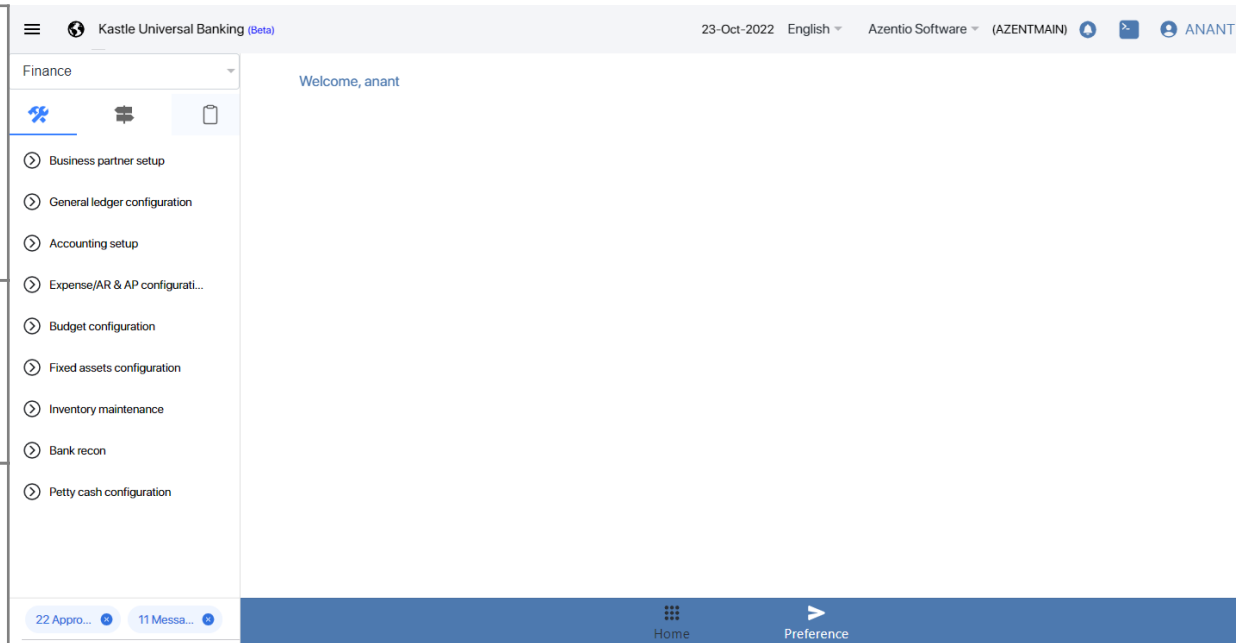 Kastle Universal Banking (Beta)
23-Oct-2022 English Azentio Software (AZENTMAIN) ANANT
Finance
Welcome, anant
Business partner setup
General ledger configuration
Accounting setup
Expense/AR & AP configurati...
Budget configuration
Fixed assets configuration
Inventory maintenance
Bank recon
Petty cash configuration
22 Appro... 11 Messa...
Home Preference